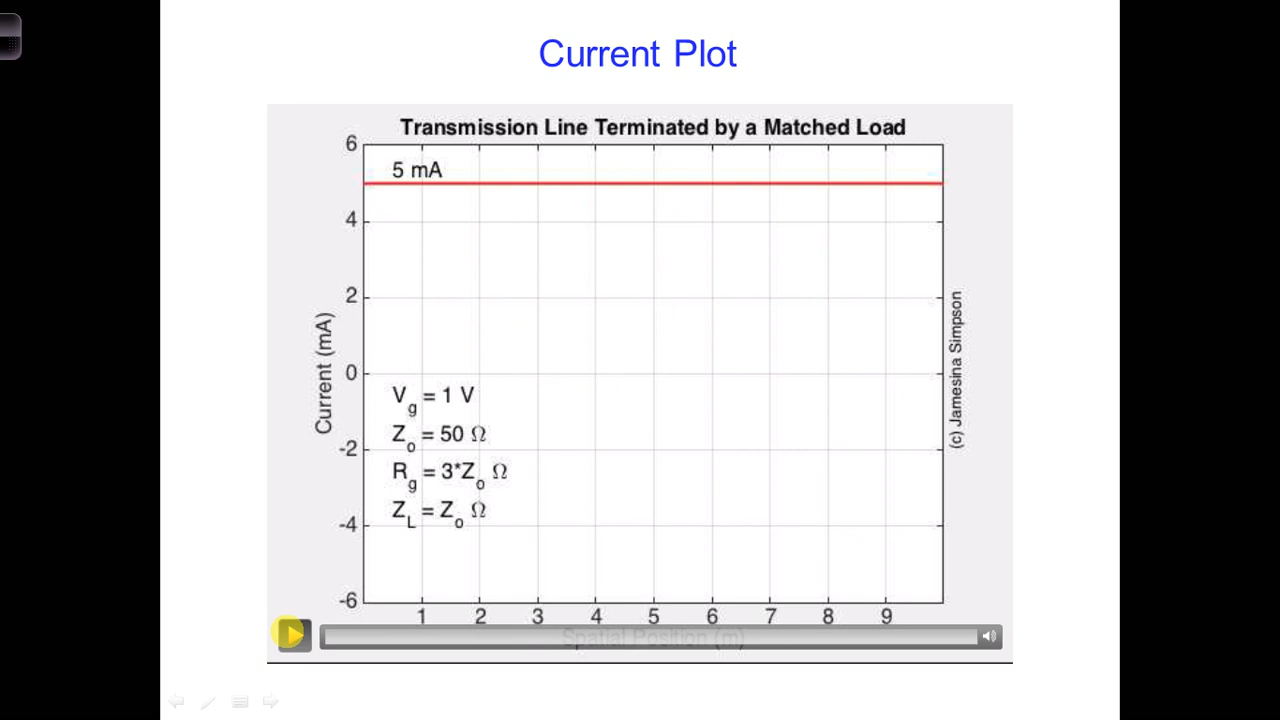 Current Plot
Transmission Line Terminated by a Matched Load
6
5 mA
4
2
0
-2
-4
-6
Current (mA)
V_g = 1 V
Z_o = 50 Ω
R_g = 3*Z_o Ω
Z_L = Z_o Ω
(c) Jamesina Simpson
1 2 3 4 5 6 7 8 9
Spatial Position (m)